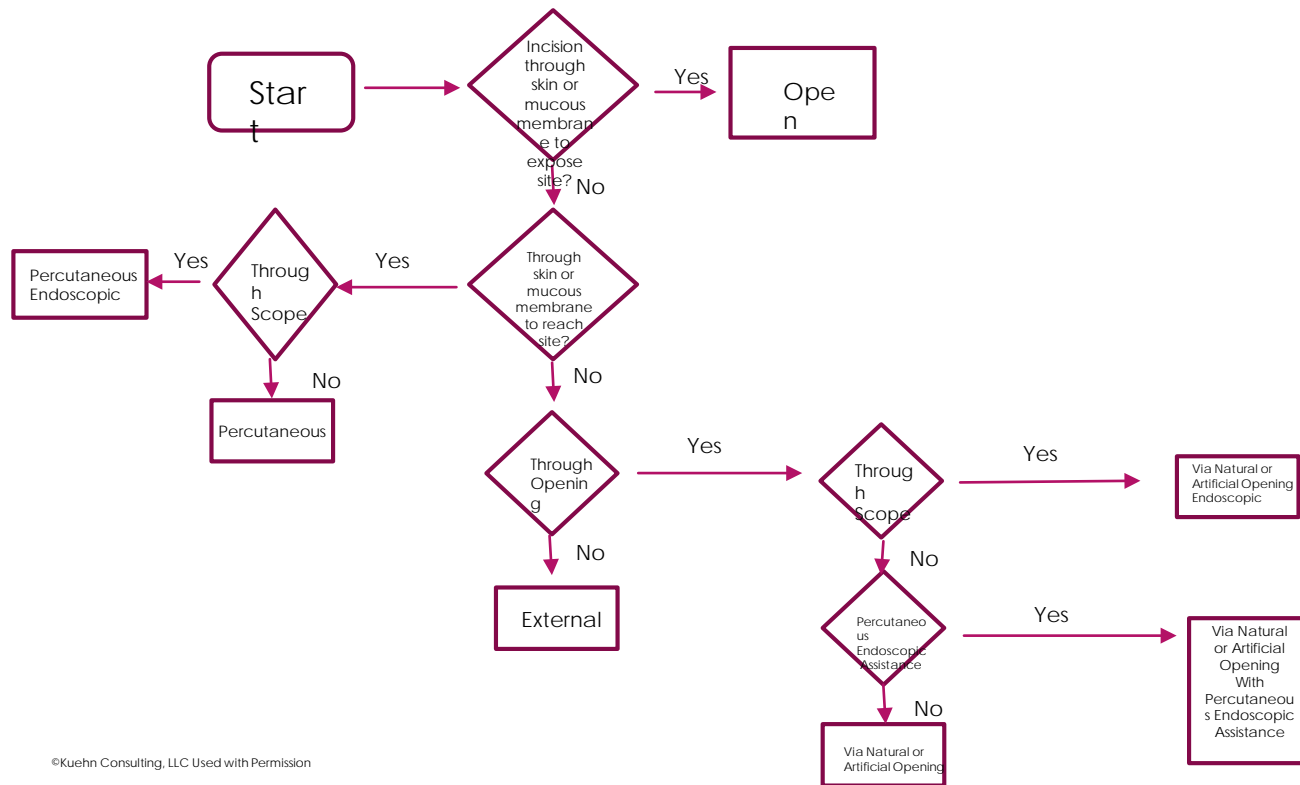 Star
t
Incision
through
skin or
mucous
membran
e to
expose
site?
Yes
Ope
n
No
Percutaneous
Endoscopic
Yes
Throug
h
Scope
Yes
Through
skin or
mucous
membrane
to reach
site?
No
No
Percutaneous
Through
Openin
g
Yes
Throug
h
Scope
Yes
Via Natural or
Artificial Opening
Endoscopic
No
No
External
Percutaneo
us
Endoscopic
Assistance
Yes
Via Natural
or Artificial
Opening
With
Percutaneou
s Endoscopic
Assistance
No
Via Natural or
Artificial Opening
©Kuehn Consulting, LLC Used with Permission